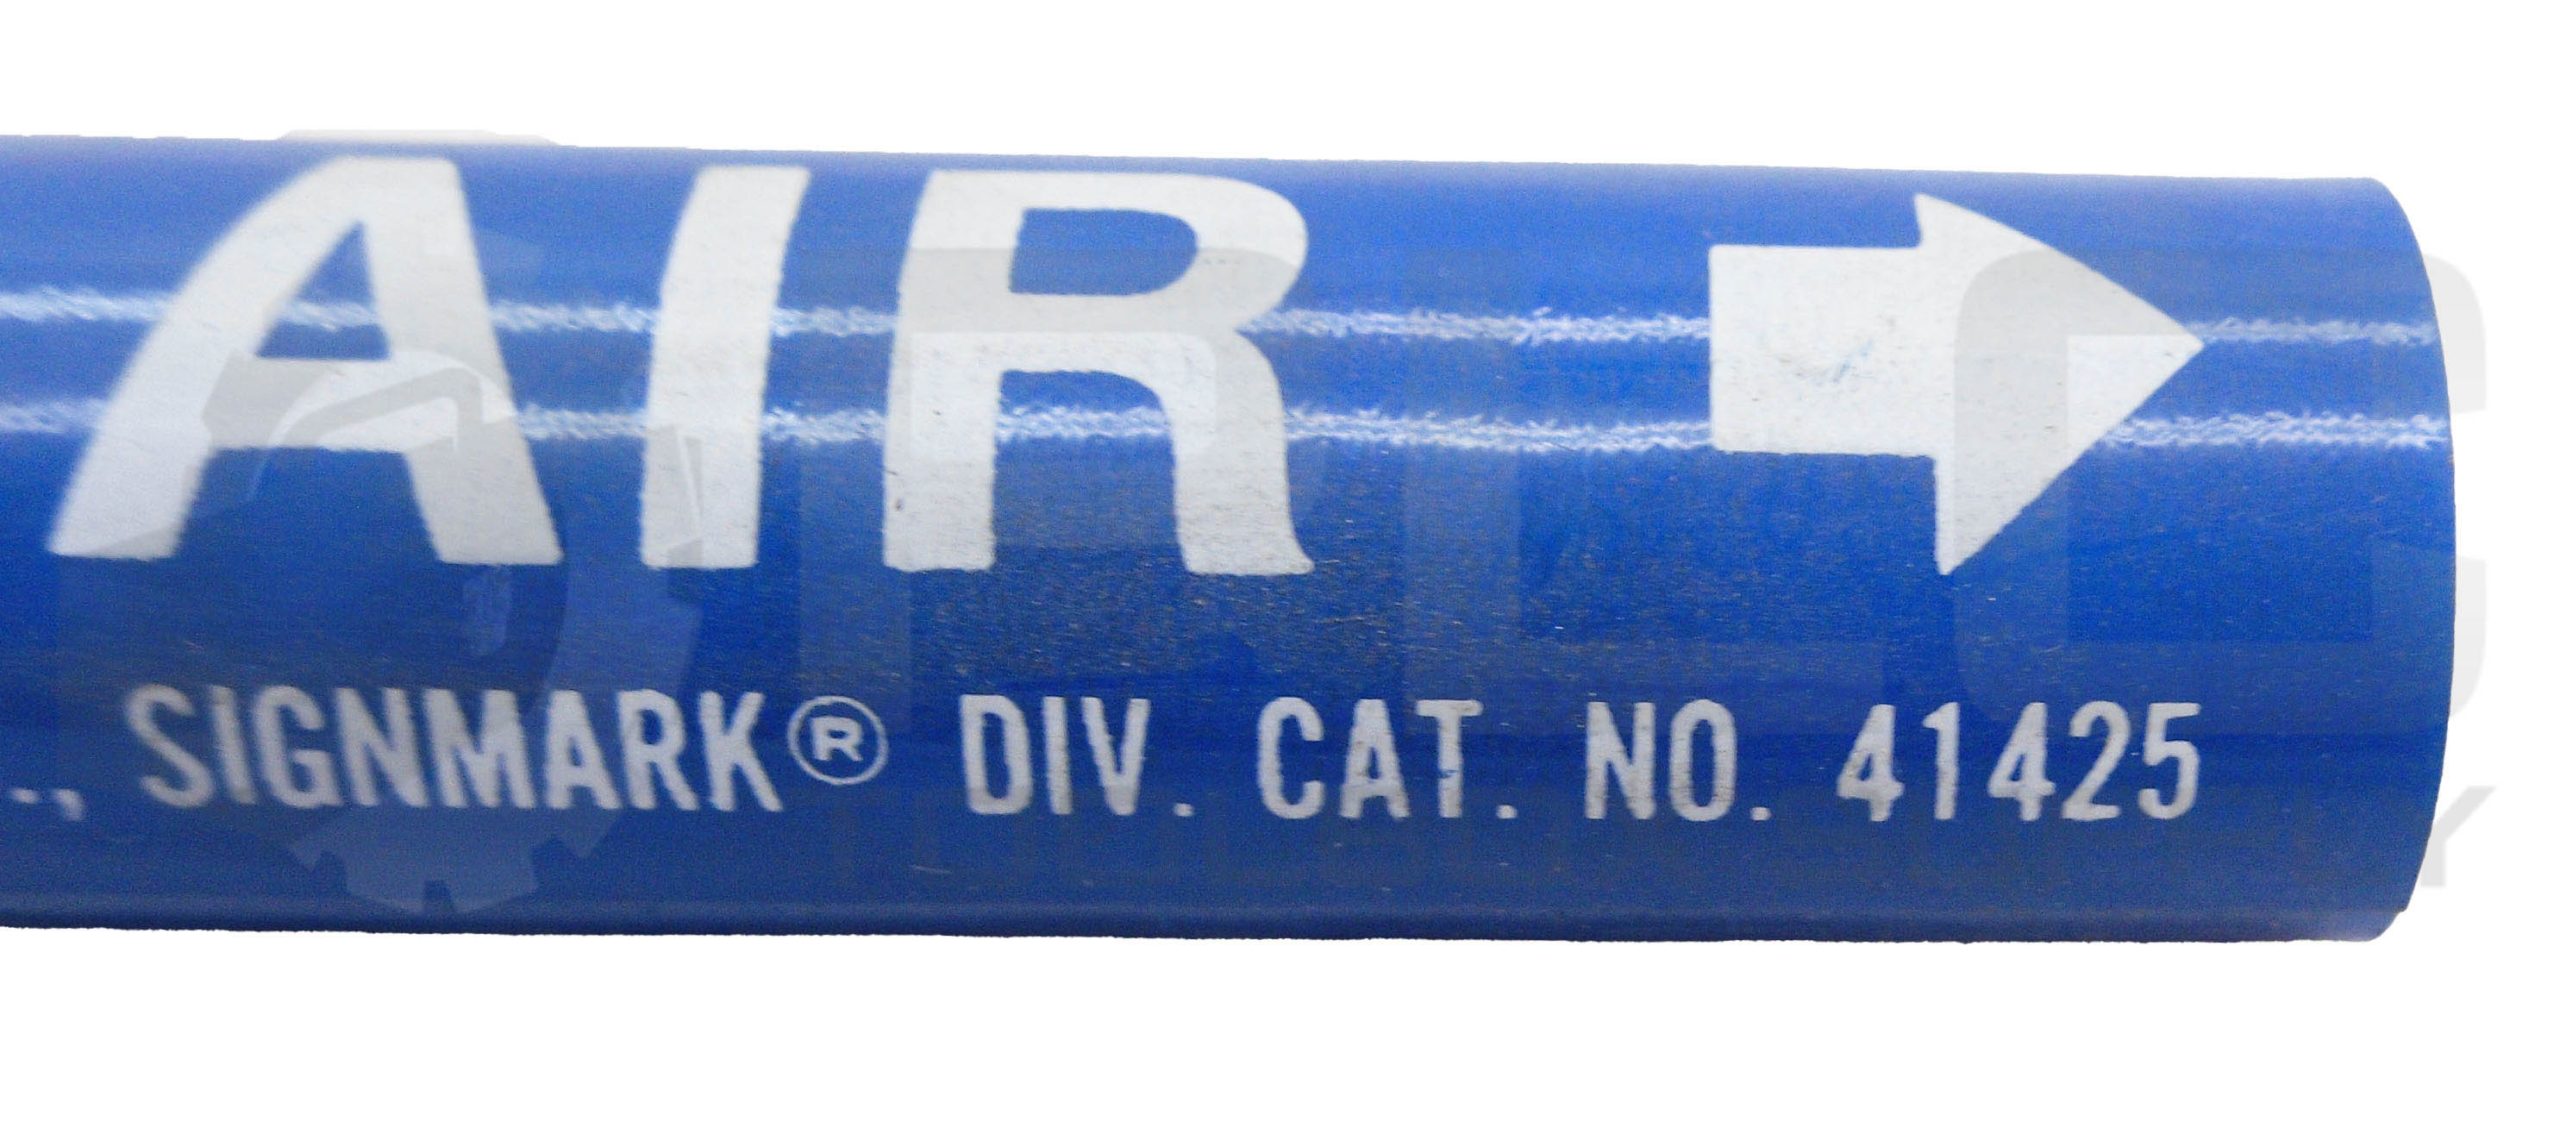 AIR
., SIGNMARK® DIV. CAT. NO. 41425